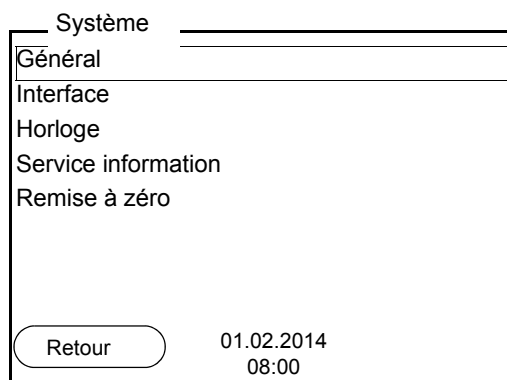 Système
Général
Interface
Horloge
Service information
Remise à zéro
Retour
01.02.2014
08:00